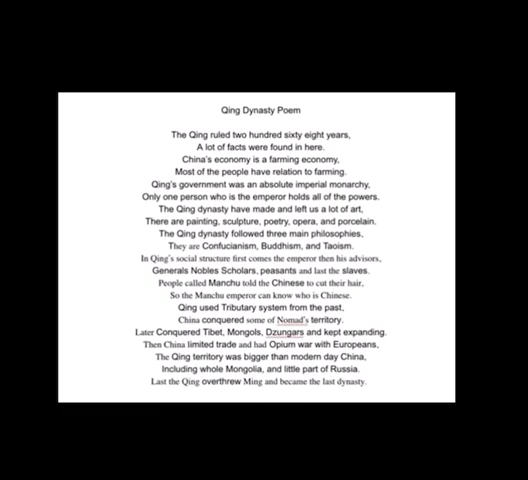 Qing Dynasty Poem
The Qing ruled two hundred sixty eight years,
A lot of facts were found in here.
China's economy is a farming economy,
Most of the people have relation to farming.
Qing's government was an absolute imperial monarchy,
Only one person who is the emperor holds all of the powers.
The Qing dynasty have made and left us a lot of art,
There are painting, sculpture, poetry, opera, and porcelain.
The Qing dynasty followed three main philosophies,
They are Confucianism, Buddhism, and Taoism.
In Qing's social structure first comes the emperor then his advisors,
Generals Nobles Scholars, peasants and last the slaves.
People called Manchu told the Chinese to cut their hair,
So the Manchu emperor can know who is Chinese.
Qing used Tributary system from the past,
China conquered some of Nomad's territory.
Later Conquered Tibet, Mongols, Dzungars and kept expanding.
Then China limited trade and had Opium war with Europeans,
The Qing territory was bigger than modern day China,
Including whole Mongolia, and little part of Russia.
Last the Qing overthrew Ming and became the last dynasty.